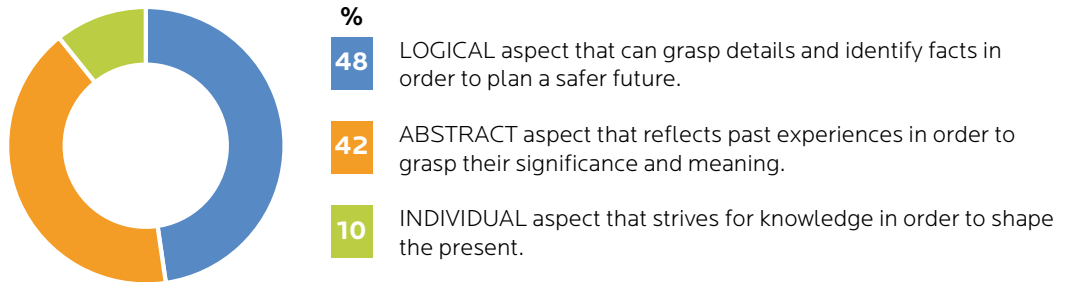 %
48 LOGICAL aspect that can grasp details and identify facts in
order to plan a safer future.
42 ABSTRACT aspect that reflects past experiences in order to
grasp their significance and meaning.
10 INDIVIDUAL aspect that strives for knowledge in order to shape
the present.